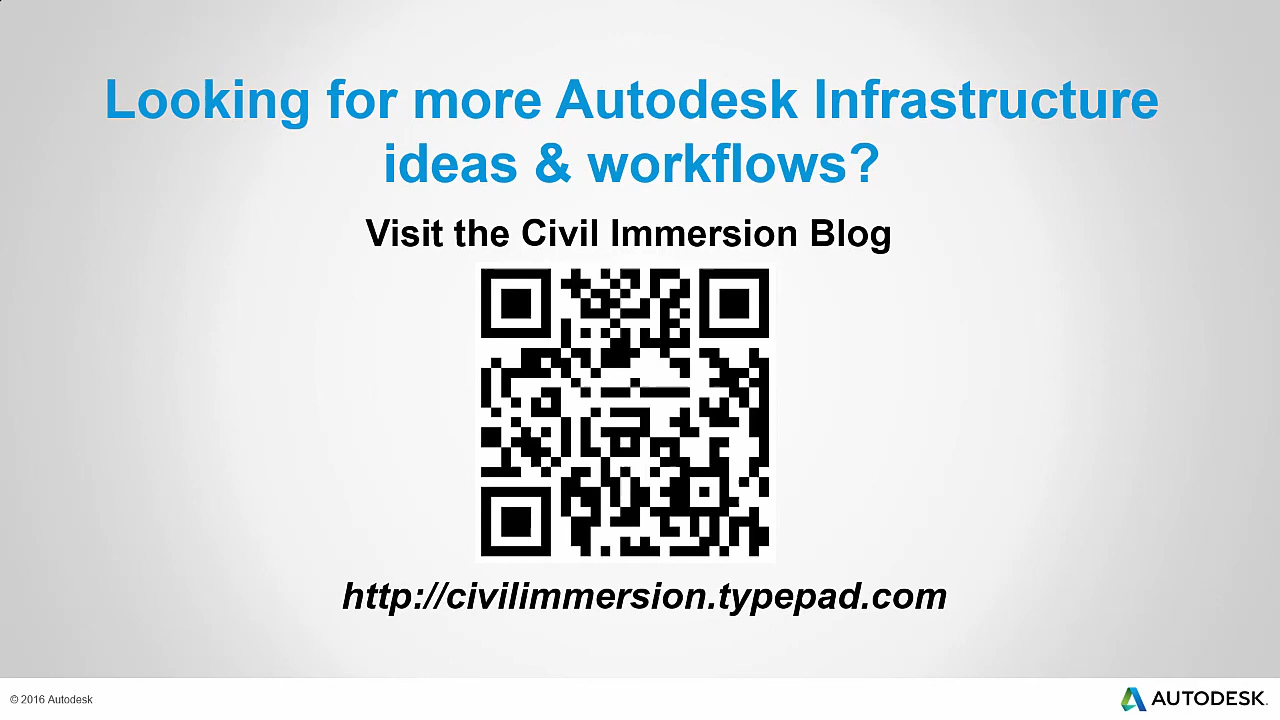 Looking for more Autodesk Infrastructure
ideas & workflows?
Visit the Civil Immersion Blog
http://civilimmersion.typepad.com
© 2016 Autodesk
AUTODESK.